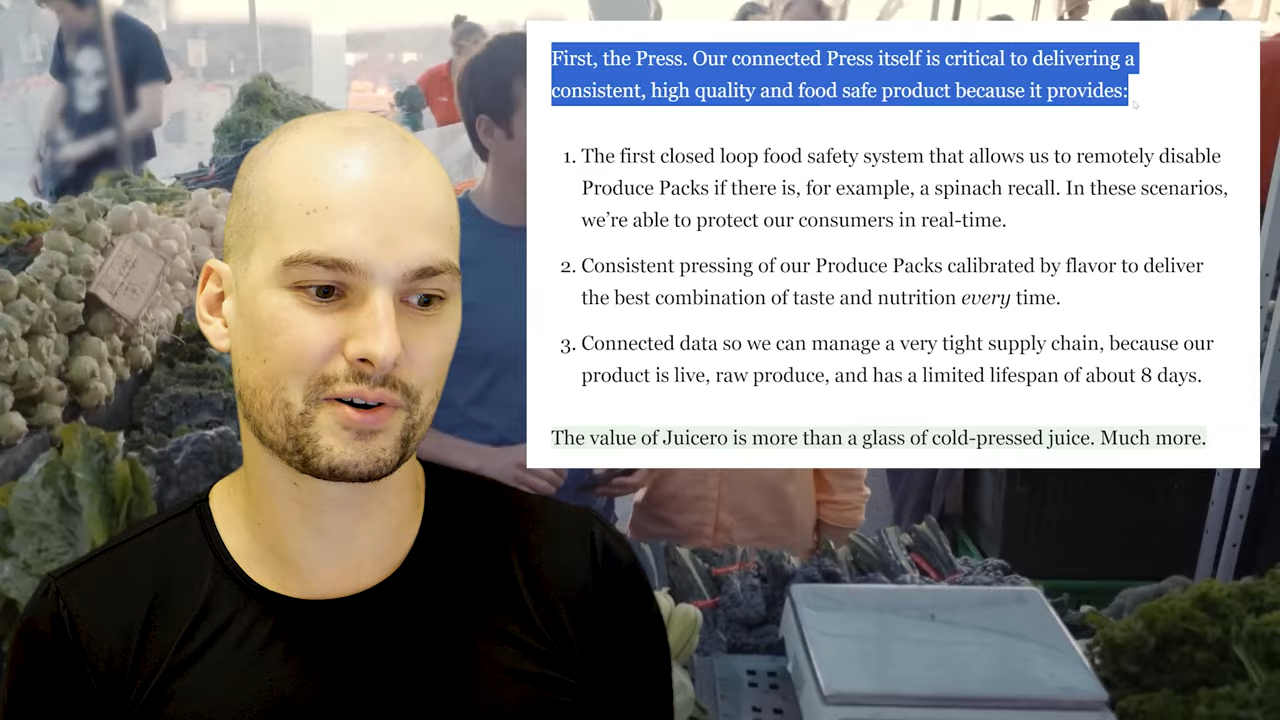 First, the Press. Our connected Press itself is critical to delivering a
consistent, high quality and food safe product because it provides:
1. The first closed loop food safety system that allows us to remotely disable
Produce Packs if there is, for example, a spinach recall. In these scenarios,
we’re able to protect our consumers in real-time.
2. Consistent pressing of our Produce Packs calibrated by flavor to deliver
the best combination of taste and nutrition every time.
3. Connected data so we can manage a very tight supply chain, because our
product is live, raw produce, and has a limited lifespan of about 8 days.
The value of Juicero is more than a glass of cold-pressed juice. Much more.